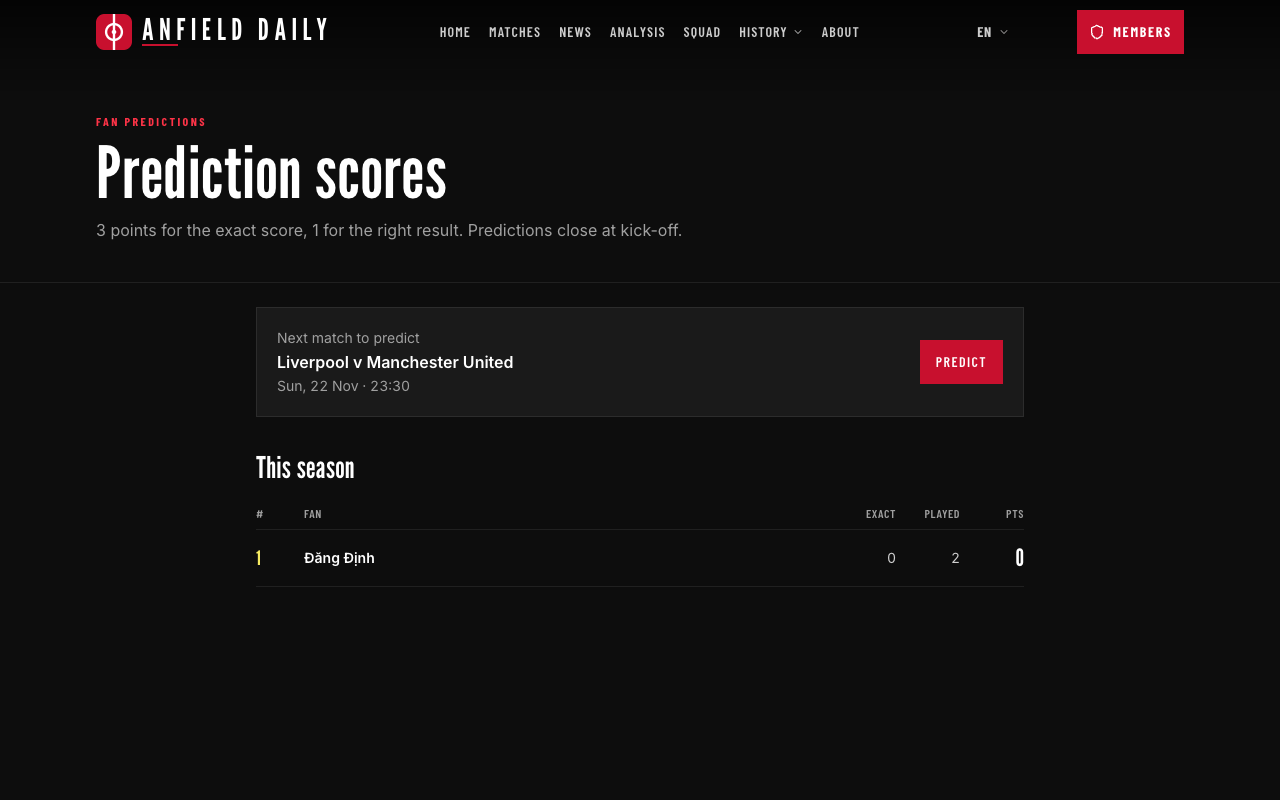 ANFIELD DAILY
HOME MATCHES NEWS ANALYSIS SQUAD HISTORY ABOUT EN MEMBERS
FAN PREDICTIONS
Prediction scores
3 points for the exact score, 1 for the right result. Predictions close at kick-off.
Next match to predict
Liverpool v Manchester United
Sun, 22 Nov · 23:30
PREDICT
This season
# FAN EXACT PLAYED PTS
1 Đăng Định 0 2 0